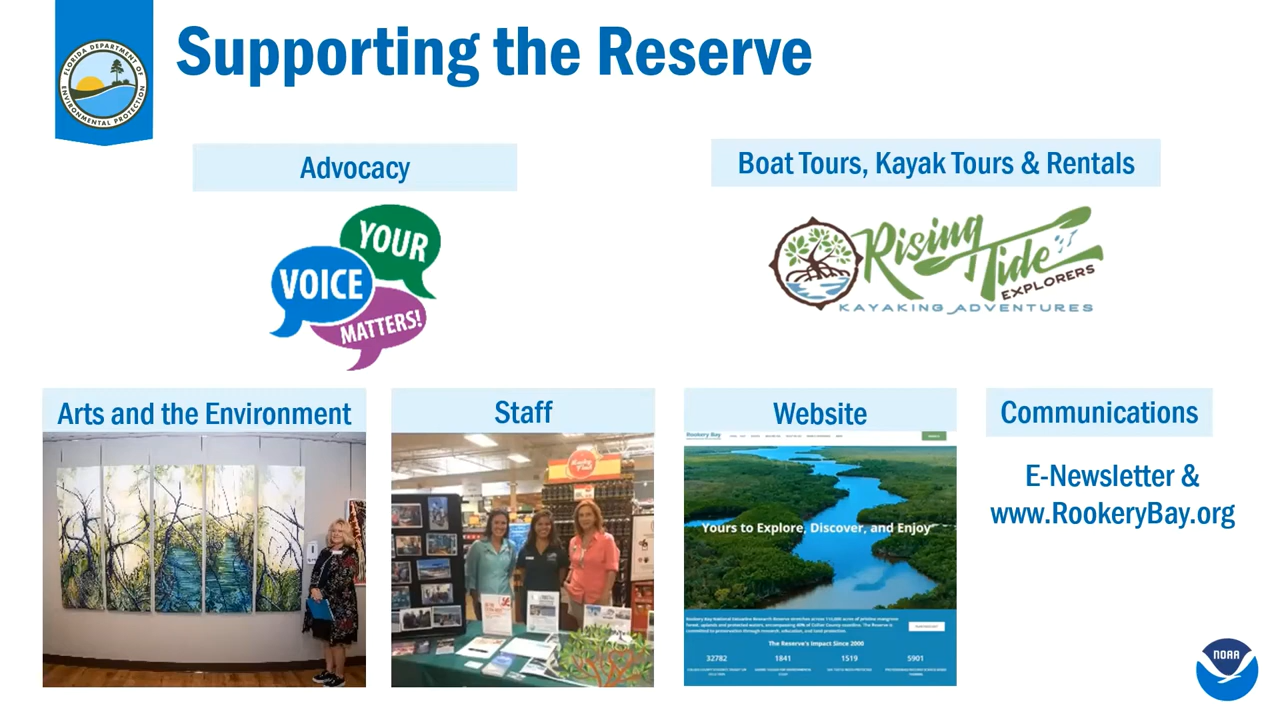 Supporting the Reserve
FLORIDA DEPARTMENT OF
ENVIRONMENTAL PROTECTION
Advocacy
YOUR
VOICE
MATTERS!
Boat Tours, Kayak Tours & Rentals
Rising Tide
EXPLORERS
KAYAKING ADVENTURES
Arts and the Environment
Staff
Website
Rookery Bay
Yours to Explore, Discover, and Enjoy
The Reserve's Impact Since 2000
32782 1841 1519 5901
Communications
E-Newsletter &
www.RookeryBay.org
NOAA